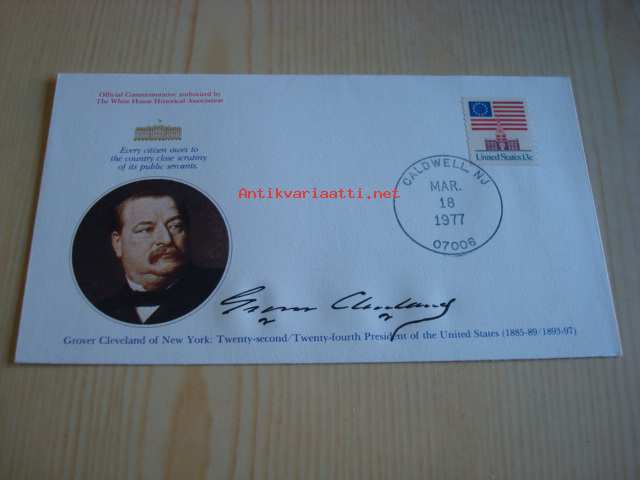 Official Commemorative authorized by
The White House Historical Association
Every citizen owes to
the country close scrutiny
of its public servants.
United States 13c
CALDWELL, NJ
MAR.
18
1977
07006
Antikvariaatti.net
Grover Cleveland
Grover Cleveland of New York: Twenty-second/Twenty-fourth President of the United States (1885-89/1893-97)